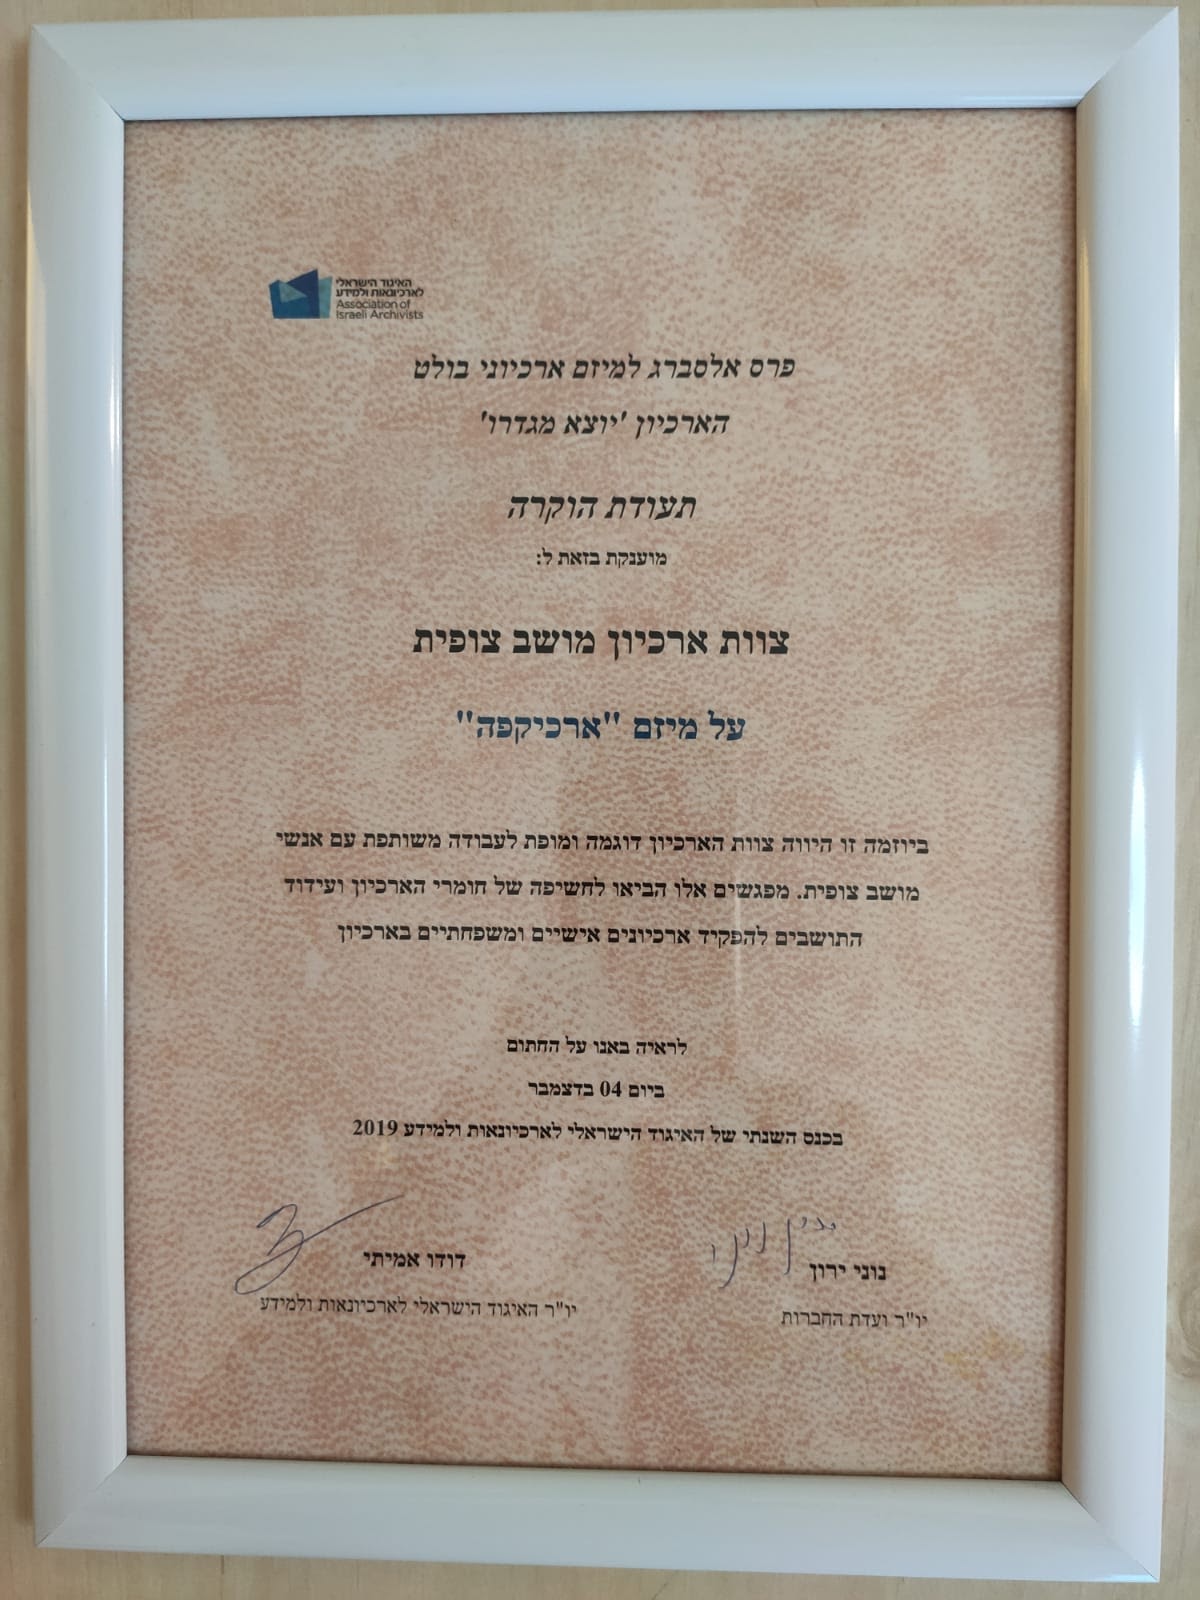 האיגוד הישראלי
לארכיונאות ולמידע
Association of
Israeli Archivists
פרס אלסברג למיזם ארכיוני בולט
הארכיון 'יוצא מגדרו'
תעודת הוקרה
מוענקת בזאת ל:
צוות ארכיון מושב צופית
על מיזם "ארכיקפה"
ביוזמה זו היווה צוות הארכיון דוגמה ומופת לעבודה משותפת עם אנשי
מושב צופית. מפגשים אלו הביאו לחשיפה של חומרי הארכיון ועידוד
התושבים להפקיד ארכיונים אישיים ומשפחתיים בארכיון
לראיה באנו על החתום
ביום 04 בדצמבר
בכנס השנתי של האיגוד הישראלי לארכיונאות ולמידע 2019
נוני ירון
יו"ר ועדת החברות
דודו אמיתי
יו"ר האיגוד הישראלי לארכיונאות ולמידע